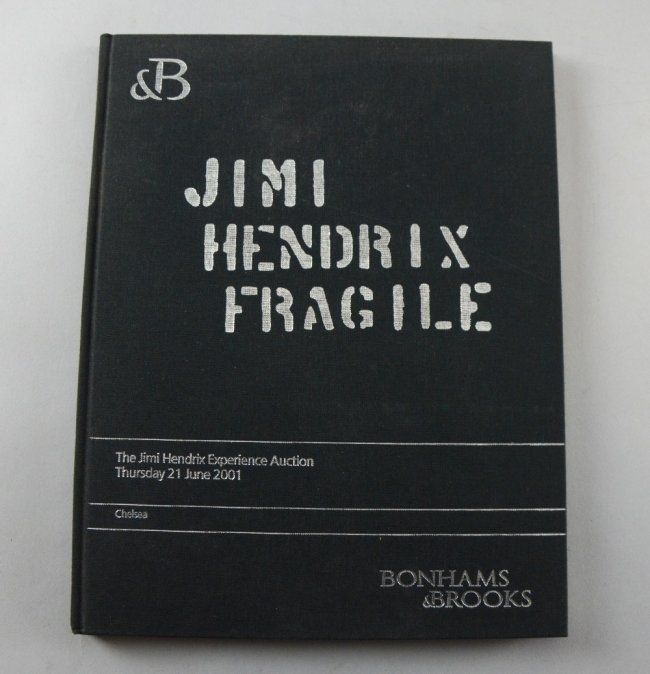 &B
JIMI
HENDRIX
FRAGILE
The Jimi Hendrix Experience Auction
Thursday 21 June 2001
Chelsea
BONHAMS
&BROOKS